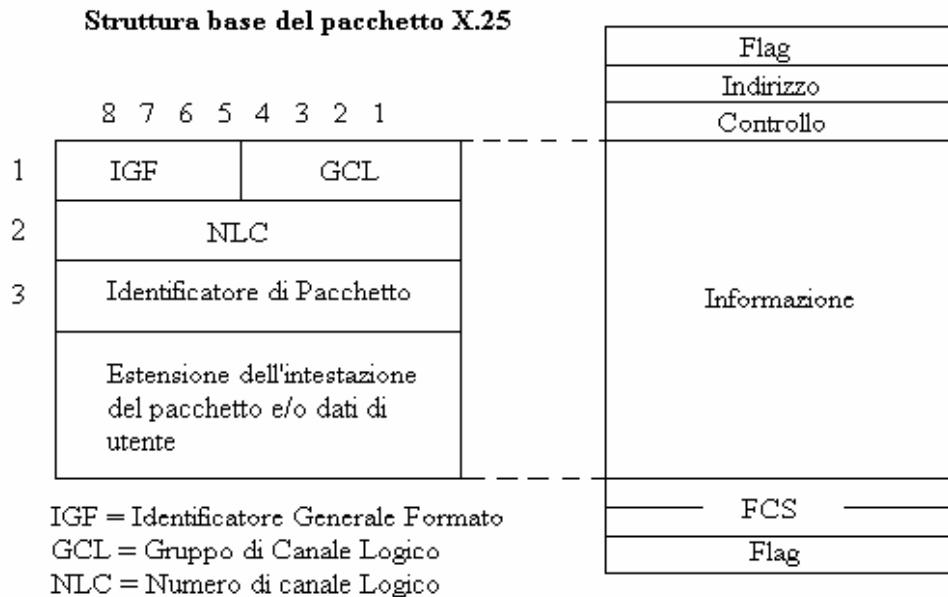 Struttura base del pacchetto X.25
8 7 6 5 4 3 2 1
1
IGF
GCL
2
NLC
3
Identificatore di Pacchetto
Estensione dell'intestazione
del pacchetto e/o dati di
utente
IGF = Identificatore Generale Formato
GCL = Gruppo di Canale Logico
NLC = Numero di canale Logico
Flag
Indirizzo
Controllo
Informazione
FCS
Flag